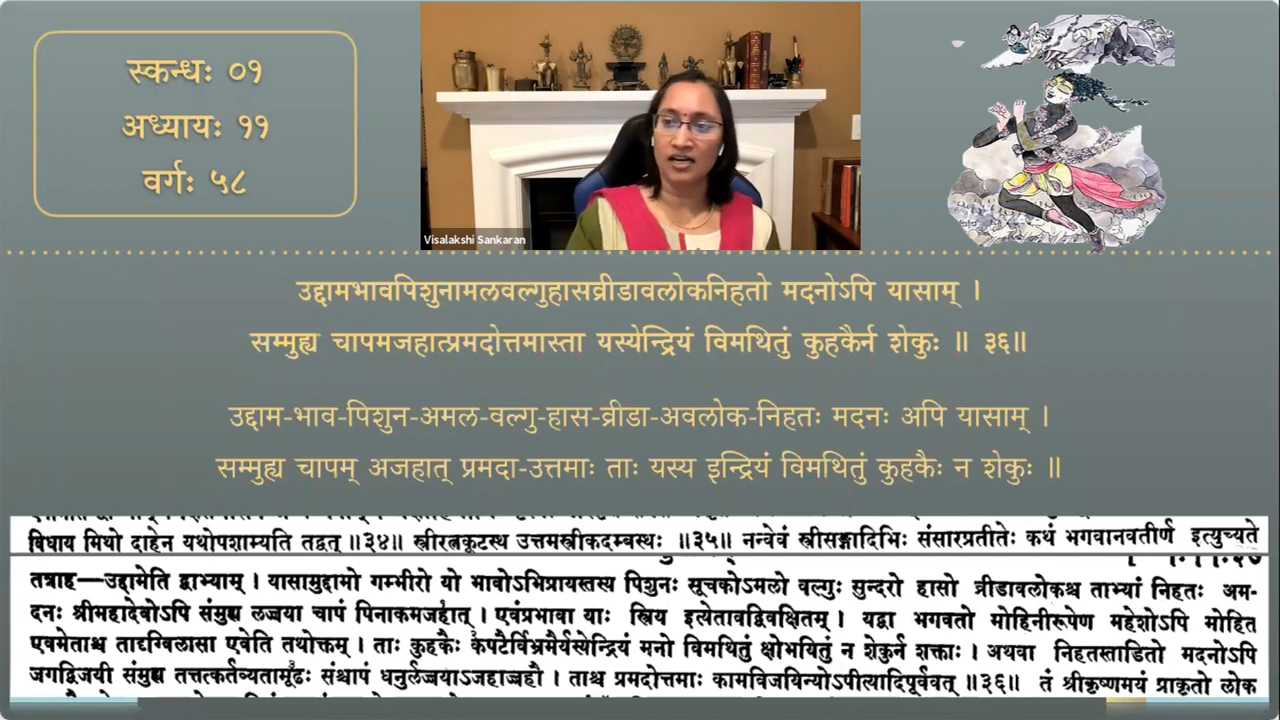 स्कन्धः ०१
अध्यायः ११
वर्गः ५८
Visalakshi Sankaran
उद्दामभावपिशुनामलवल्गुहासव्रीडावलोकनिहतो मदनोऽपि यासाम् ।
सम्मुह्य चापमजहात्प्रमदोत्तमास्ता यस्येन्द्रियं विमथितुं कुहकैर्न शेकुः ॥ ३६॥
उद्दाम-भाव-पिशुन-अमल-वल्गु-हास-व्रीडा-अवलोक-निहतः मदनः अपि यासाम् ।
सम्मुह्य चापम् अजहात् प्रमदा-उत्तमाः ताः यस्य इन्द्रियं विमथितुं कुहकैः न शेकुः ॥
विधाय मिथो दाहेन यथोपशाम्यति तद्वत् ॥३४॥ स्त्रीरत्नकूटस्थ उत्तमस्त्रीकदम्बस्थः ॥३५॥ नन्वेवं स्त्रीसङ्गादिभिः संसारप्रतीतेः कथं भगवानवतीर्ण इत्युच्यते
तत्राह—उद्दामेति द्वाभ्याम् । यासामुद्दामो गम्भीरो यो भावोऽभिप्रायस्तस्य पिशुनः सूचकोऽमलो वल्गुः सुन्दरो हासो व्रीडावलोकश्च ताभ्यां निहतः अम-
दनः श्रीमहादेवोऽपि संमुह्य लज्जया चापं पिनाकमजहात् । एवंप्रभावा याः स्त्रिय इत्येतावद्विवक्षितम् । यद्वा भगवतो मोहिनीरूपेण महेशोऽपि मोहित
एवमेताश्च तादृग्विलासा एवेति तथोक्तम् । ताः कुहकैः कपटैर्विभ्रमैर्यस्येन्द्रियं मनो विमथितुं क्षोभयितुं न शेकुर्न शक्ताः । अथवा निहतस्ताडितो मदनोऽपि
जगद्विजयी संमुह्य तत्तत्कर्तव्यतामूढः संश्चापं धनुर्लज्जयाऽजहाज्जहौ । ताश्च प्रमदोत्तमाः कामविजयिन्योऽपीत्यादिपूर्ववत् ॥३६॥ तं श्रीकृष्णमयं प्राकृतो लोक